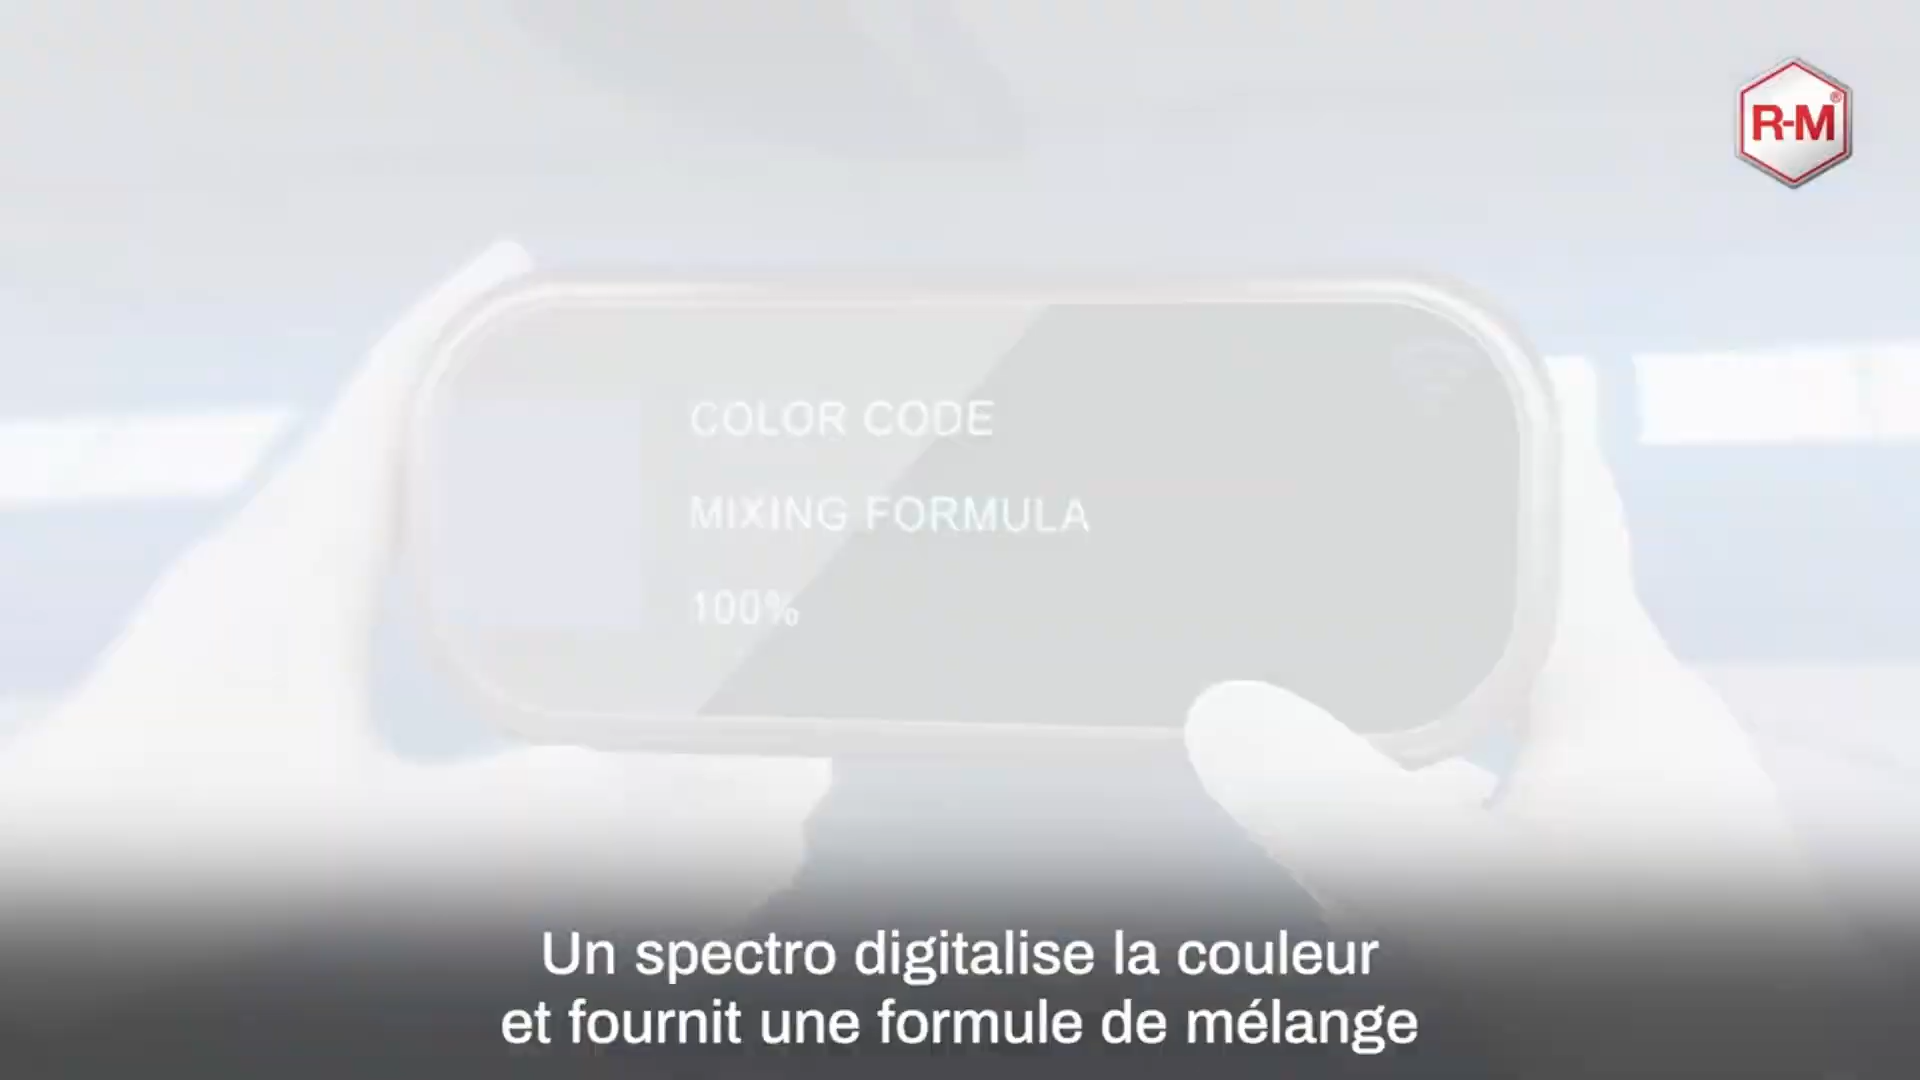 R-M®
COLOR CODE
MIXING FORMULA
100%
Un spectro digitalise la couleur
et fournit une formule de mélange